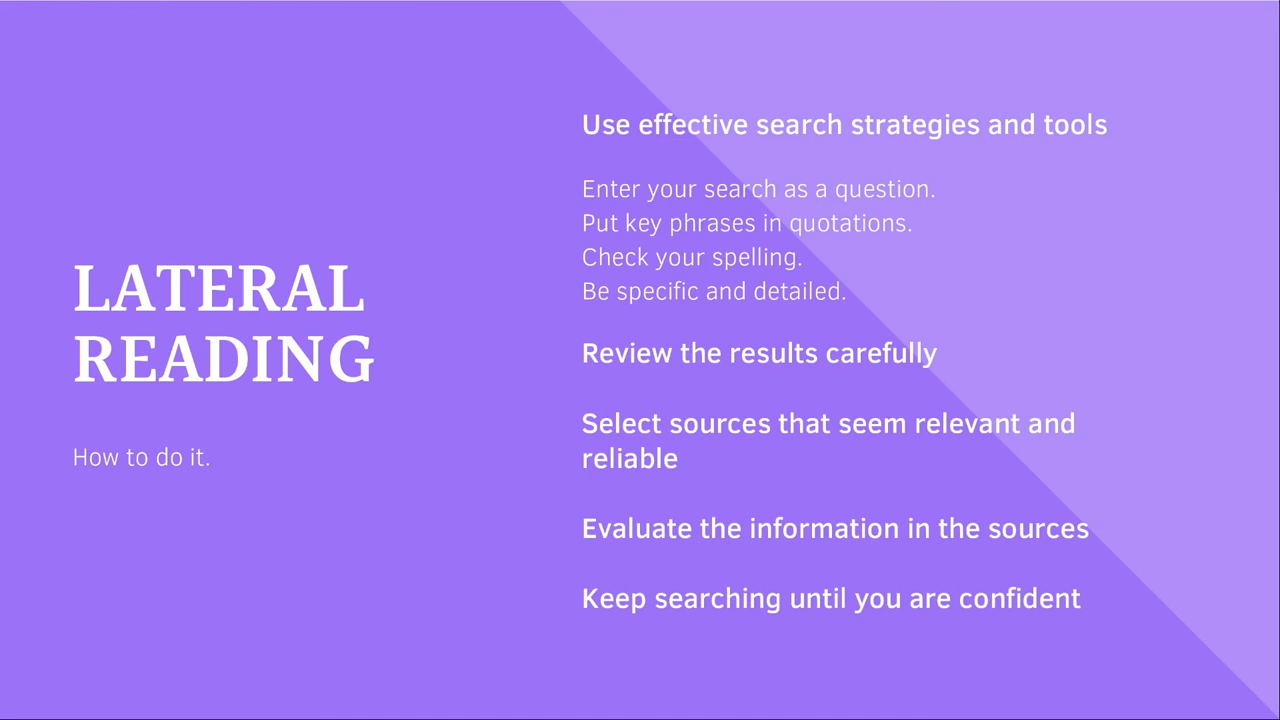 LATERAL
READING
How to do it.
Use effective search strategies and tools
Enter your search as a question.
Put key phrases in quotations.
Check your spelling.
Be specific and detailed.
Review the results carefully
Select sources that seem relevant and
reliable
Evaluate the information in the sources
Keep searching until you are confident